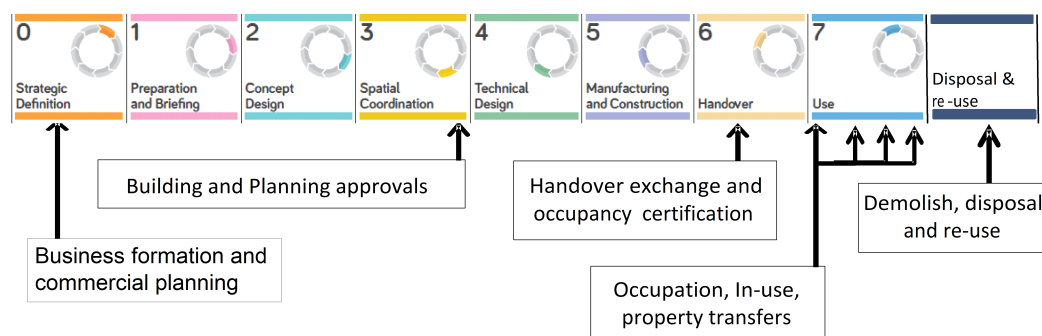 0
Strategic
Definition
1
Preparation
and Briefing
2
Concept
Design
3
Spatial
Coordination
4
Technical
Design
5
Manufacturing
and Construction
6
Handover
7
Use
Disposal &
re-use
Building and Planning approvals
Handover exchange and
occupancy certification
Demolish, disposal
and re-use
Business formation and
commercial planning
Occupation, In-use,
property transfers